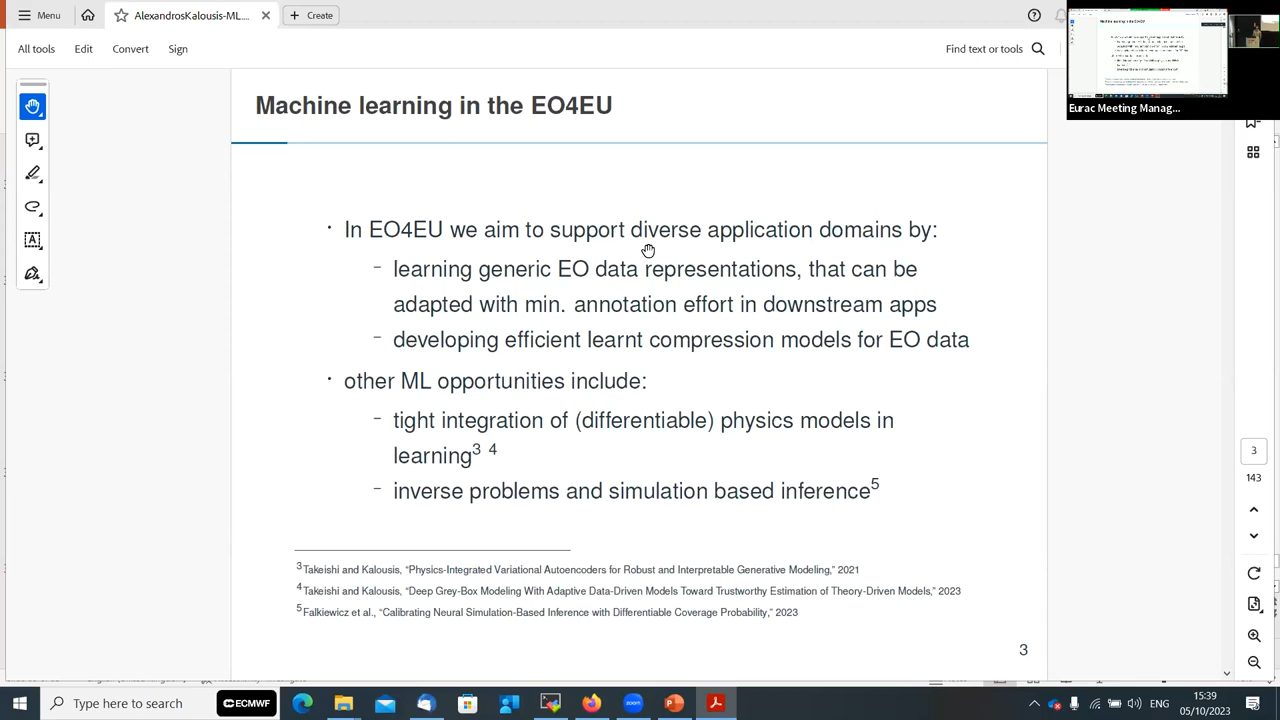 Menu
AlexandrosKalousis-ML...
Create
All tools
Edit
Convert
Sign
Find text or tools
Eurac Meeting Manag...
Machine learning in the EO4EU
· In EO4EU we aim to support diverse application domains by:
– learning generic EO data representations, that can be
adapted with min. annotation effort in downstream apps
– developing efficient learnt compression models for EO data
· other ML opportunities include:
– tight integration of (differentiable) physics models in
learning3 4
– inverse problems and simulation based inference5
3Takeishi and Kalousis, “Physics-Integrated Variational Autoencoders for Robust and Interpretable Generative Modeling,” 2021
4Takeishi and Kalousis, “Deep Grey-Box Modeling With Adaptive Data-Driven Models Toward Trustworthy Estimation of Theory-Driven Models,” 2023
5Falkiewicz et al., “Calibrating Neural Simulation-Based Inference with Differentiable Coverage Probability,” 2023
3
3
143
Type here to search
ECMWF
zoom
ENG
15:39
05/10/2023